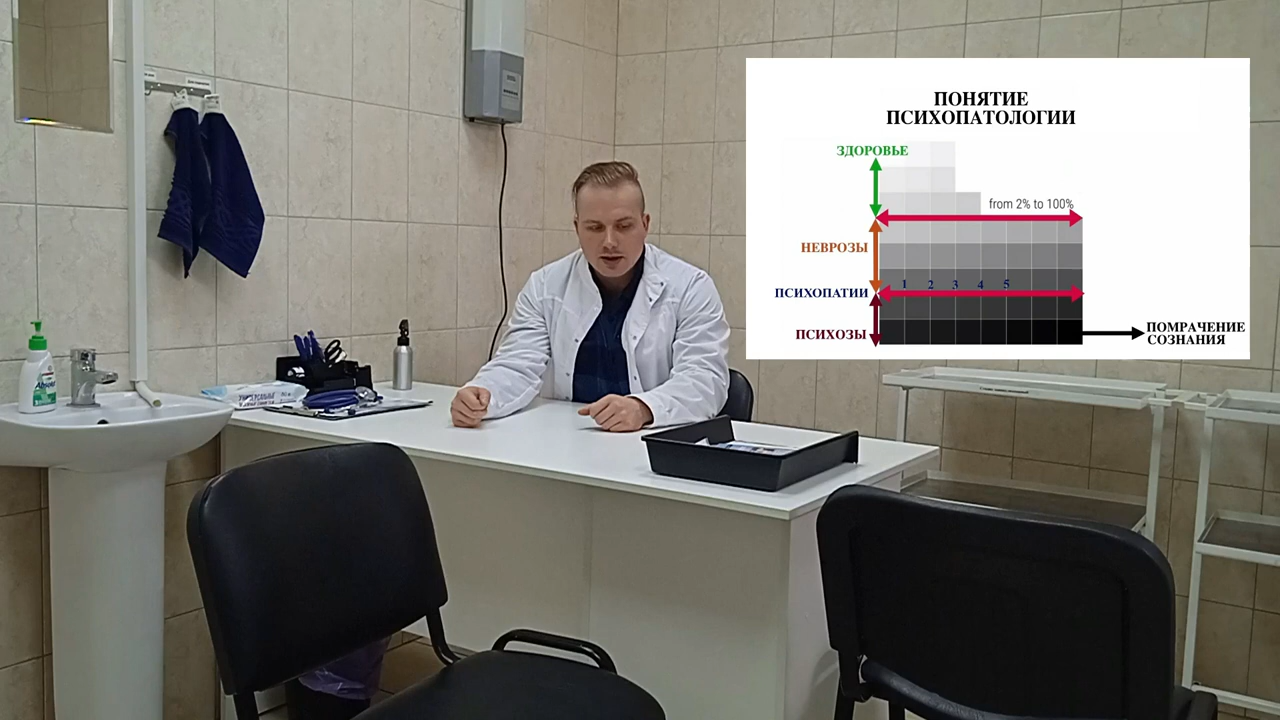 ПОНЯТИЕ
ПСИХОПАТОЛОГИИ
ЗДОРОВЬЕ
from 2% to 100%
НЕВРОЗЫ
1 2 3 4 5
ПСИХОПАТИИ
ПСИХОЗЫ
ПОМРАЧЕНИЕ
СОЗНАНИЯ